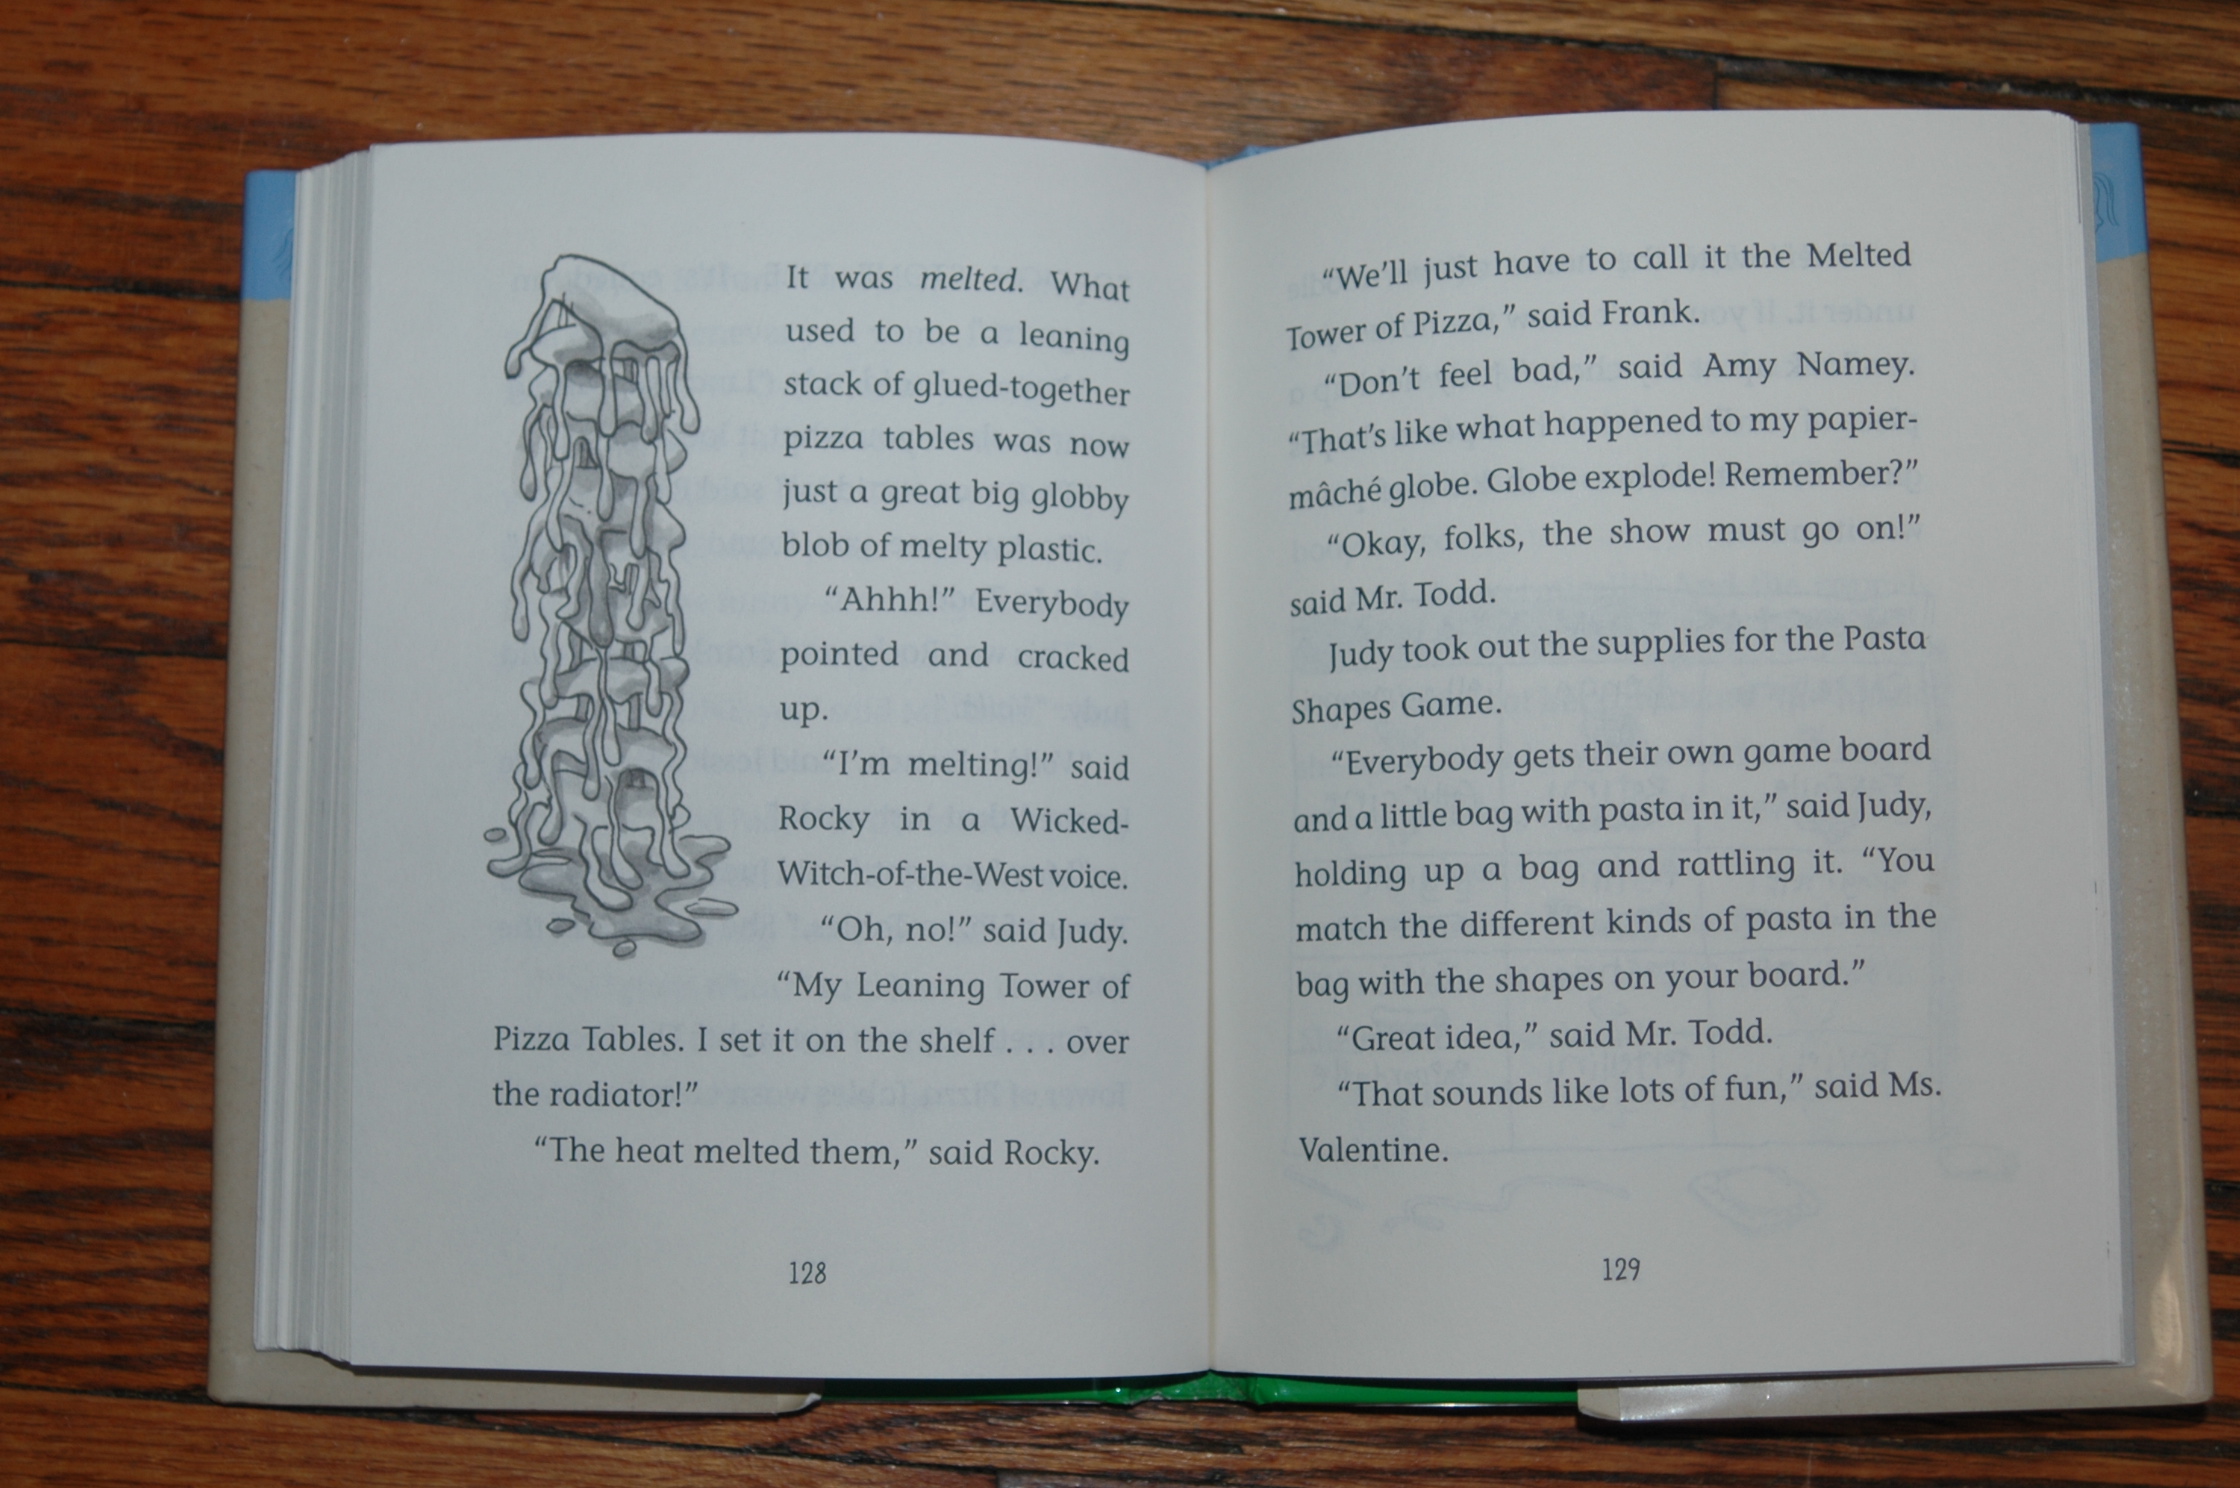 It was melted. What
used to be a leaning
stack of glued-together
pizza tables was now
just a great big globby
blob of melty plastic.
“Ahhh!” Everybody
pointed and cracked
up.
“I’m melting!” said
Rocky in a Wicked-
Witch-of-the-West voice.
“Oh, no!” said Judy.
“My Leaning Tower of
Pizza Tables. I set it on the shelf . . . over
the radiator!”
“The heat melted them,” said Rocky.
128
“We’ll just have to call it the Melted
Tower of Pizza,” said Frank.
“Don’t feel bad,” said Amy Namey.
“That’s like what happened to my papier-
mâché globe. Globe explode! Remember?”
“Okay, folks, the show must go on!”
said Mr. Todd.
Judy took out the supplies for the Pasta
Shapes Game.
“Everybody gets their own game board
and a little bag with pasta in it,” said Judy,
holding up a bag and rattling it. “You
match the different kinds of pasta in the
bag with the shapes on your board.”
“Great idea,” said Mr. Todd.
“That sounds like lots of fun,” said Ms.
Valentine.
129